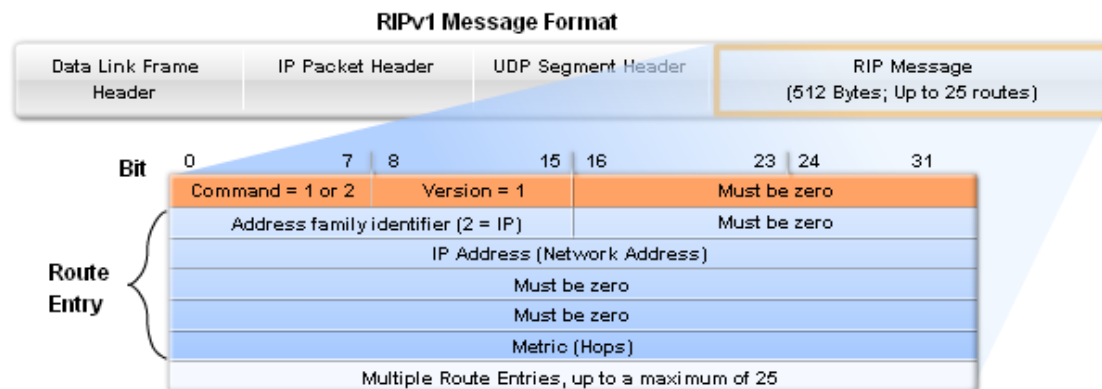 RIPv1 Message Format
Data Link Frame Header
IP Packet Header
UDP Segment Header
RIP Message
(512 Bytes; Up to 25 routes)
Bit 0 7 8 15 16 23 24 31
Command = 1 or 2 Version = 1 Must be zero
Address family identifier (2 = IP) Must be zero
IP Address (Network Address)
Must be zero
Must be zero
Metric (Hops)
Route
Entry
Multiple Route Entries, up to a maximum of 25